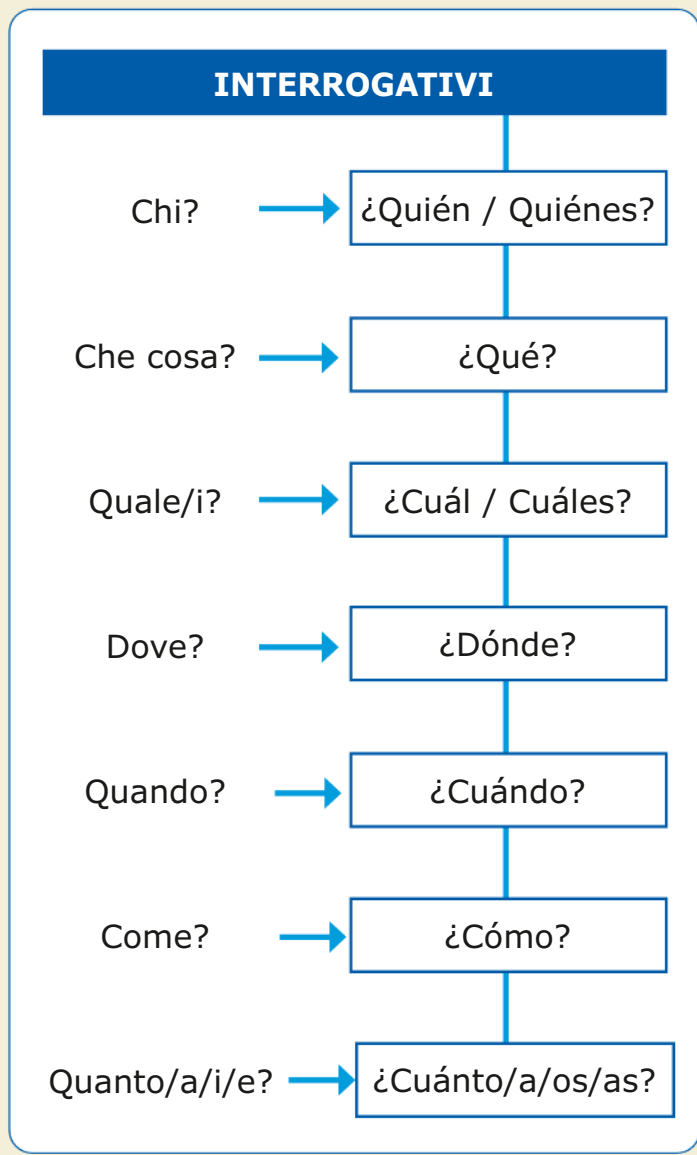 INTERROGATIVI
Chi? ¿Quién / Quiénes?
Che cosa? ¿Qué?
Quale/i? ¿Cuál / Cuáles?
Dove? ¿Dónde?
Quando? ¿Cuándo?
Come? ¿Cómo?
Quanto/a/i/e? ¿Cuánto/a/os/as?